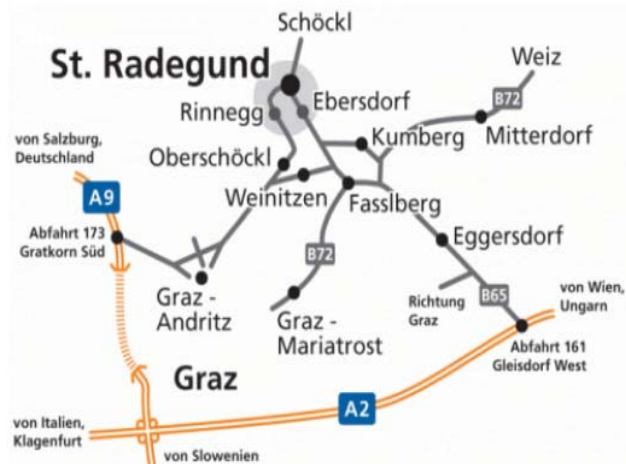 Schöckl
St. Radegund
Weiz
B72
Rinnegg
Ebersdorf
Kumberg
Mitterdorf
von Salzburg,
Deutschland
Oberschöckl
A9
Weinitzen
Fasslberg
Abfahrt 173
Gratkorn Süd
Eggersdorf
B72
Graz -
Andritz
Graz -
Mariatrost
Richtung
Graz
B65
von Wien,
Ungarn
Abfahrt 161
Gleisdorf West
Graz
A2
von Italien,
Klagenfurt
von Slowenien